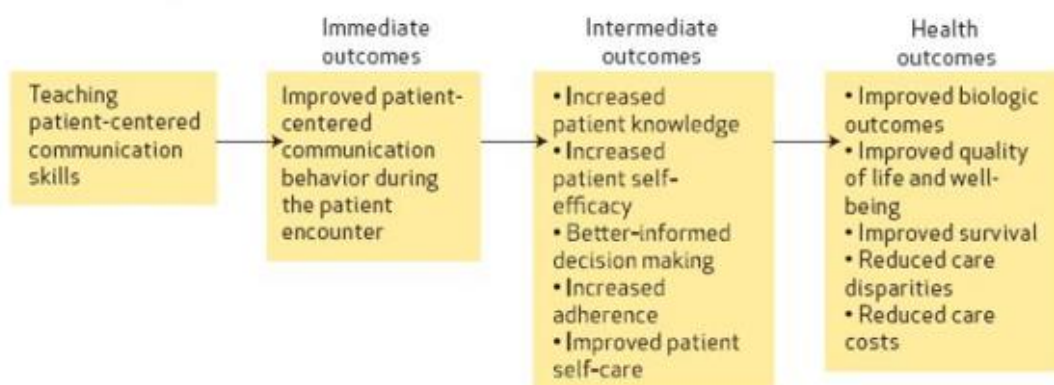 Immediate
outcomes
Intermediate
outcomes
Health
outcomes
Teaching
patient-centered
communication
skills
Improved patient-
centered
communication
behavior during
the patient
encounter
• Increased
patient knowledge
• Increased
patient self-
efficacy
• Better-informed
decision making
• Increased
adherence
• Improved patient
self-care
• Improved biologic
outcomes
• Improved quality
of life and well-
being
• Improved survival
• Reduced care
disparities
• Reduced care
costs